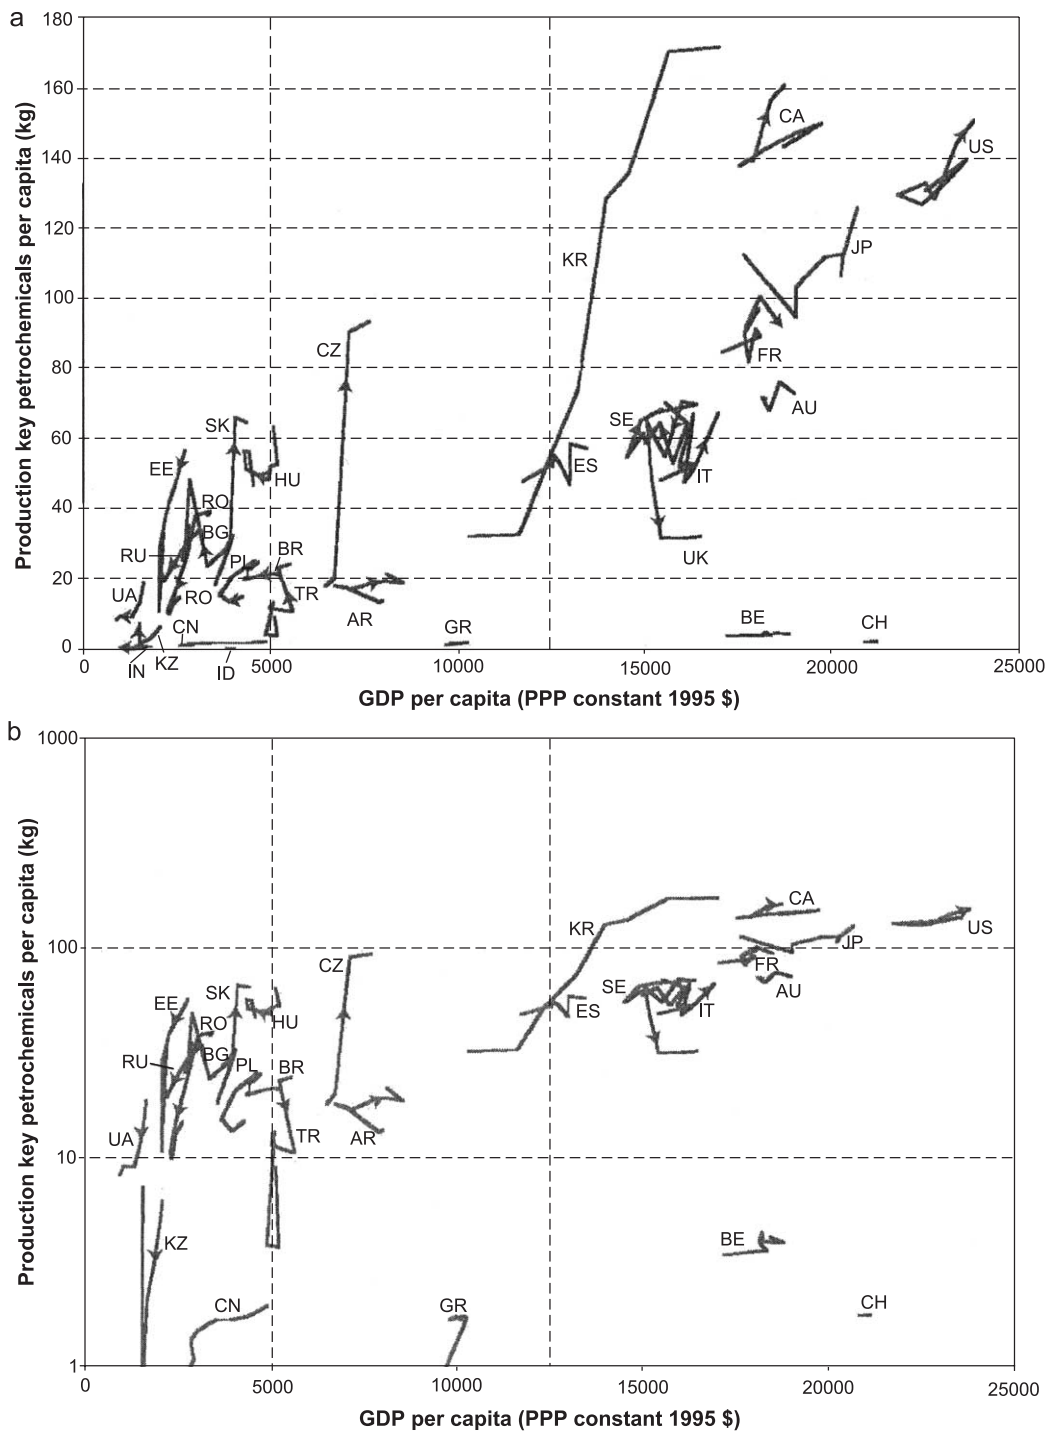 a
180
160
140
120
100
80
60
40
20
0
Production key petrochemicals per capita (kg)
CA
US
KR
JP
CZ
FR
AU
SK
SE
EE
HU
ES
IT
RO
BG
RU
PL
BR
UK
UA
RO
TR
AR
CN
GR
BE
CH
IN
KZ
ID
0
5000
10000
15000
20000
25000
GDP per capita (PPP constant 1995 $)
b
1000
100
10
1
Production key petrochemicals per capita (kg)
CA
KR
US
JP
CZ
FR
AU
SK
SE
EE
RO
HU
ES
IT
BG
RU
PL
BR
UA
TR
AR
KZ
BE
CN
GR
CH
0
5000
10000
15000
20000
25000
GDP per capita (PPP constant 1995 $)